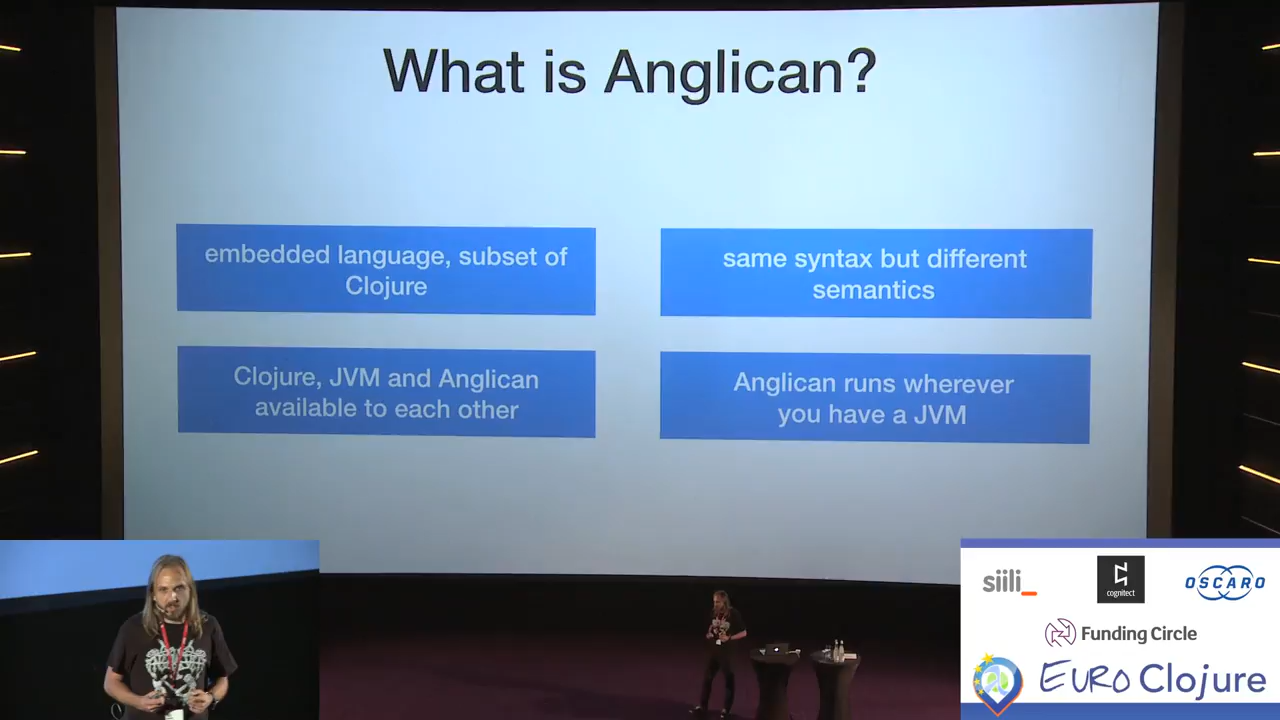 What is Anglican?
embedded language, subset of
Clojure
same syntax but different
semantics
Clojure, JVM and Anglican
available to each other
Anglican runs wherever
you have a JVM
siili_
cognitect
OSCARO
Funding Circle
EURO Clojure